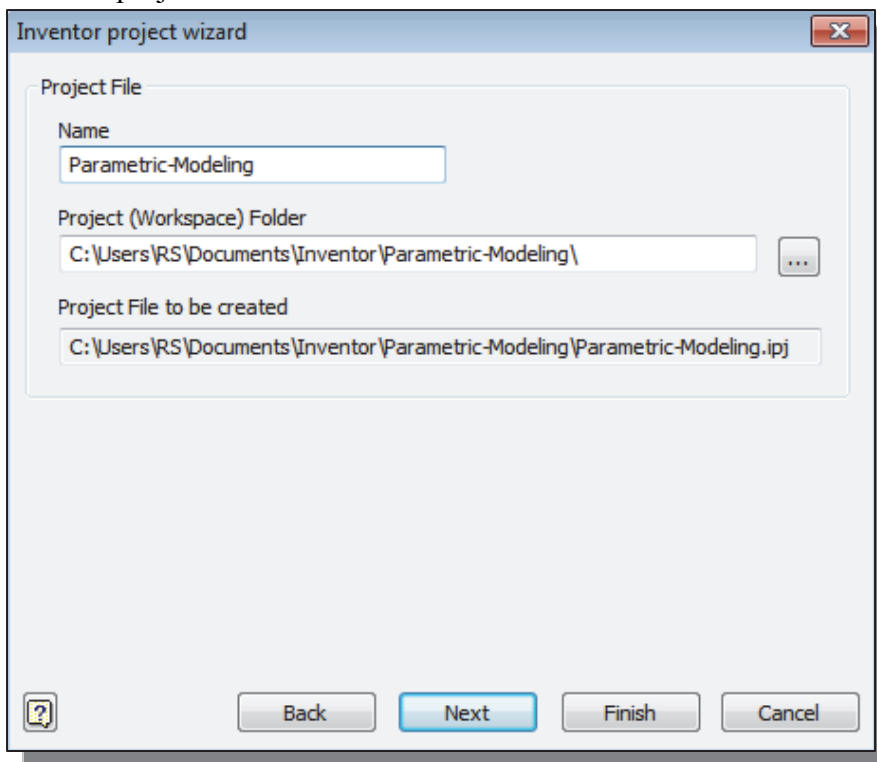 Inventor project wizard
Project File
Name
Parametric-Modeling
Project (Workspace) Folder
C:\Users\RS\Documents\Inventor\Parametric-Modeling\
...
Project File to be created
C:\Users\RS\Documents\Inventor\Parametric-Modeling\Parametric-Modeling.ipj
?
Back Next Finish Cancel